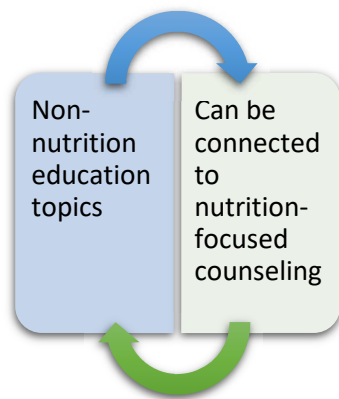 Non-
nutrition
education
topics
Can be
connected
to
nutrition-
focused
counseling